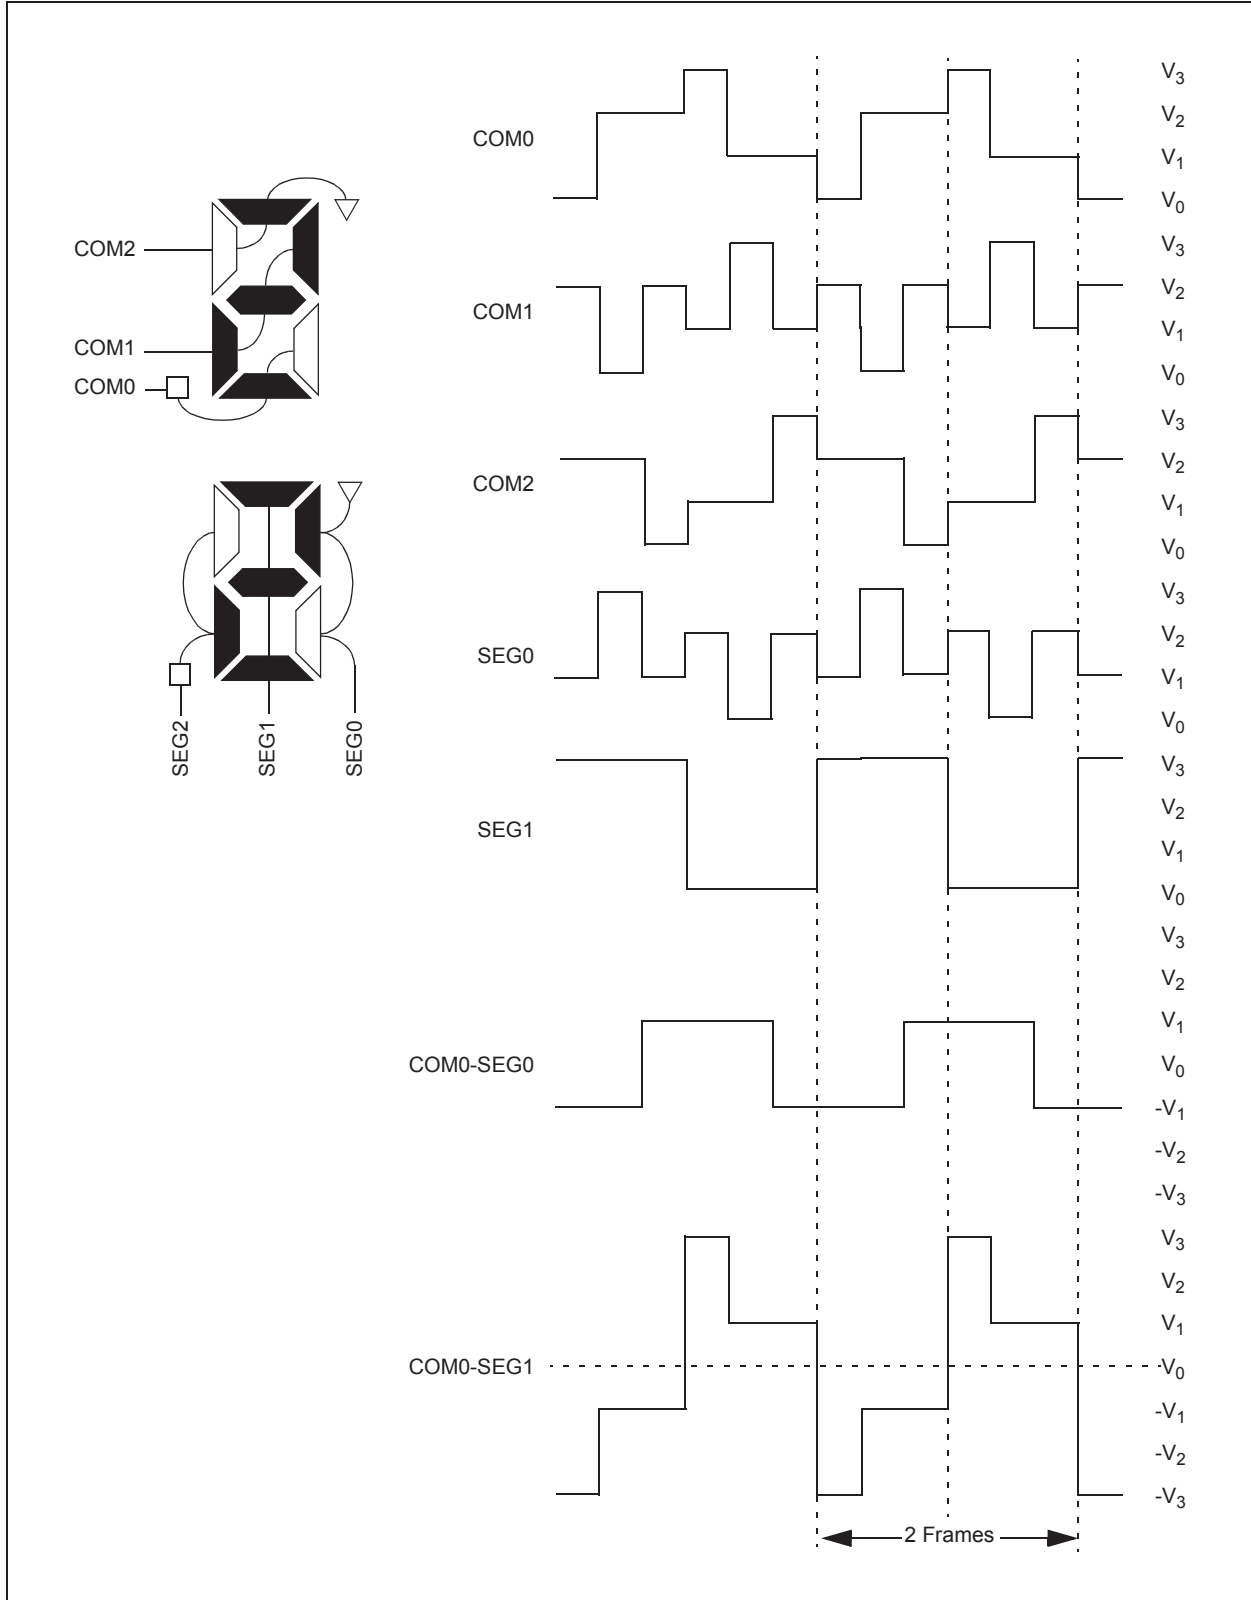 COM2
COM1
COM0
SEG2
SEG1
SEG0
COM0
V3
V2
V1
V0
COM1
V3
V2
V1
V0
COM2
V3
V2
V1
V0
SEG0
V3
V2
V1
V0
SEG1
V3
V2
V1
V0
COM0-SEG0
V3
V2
V1
V0
-V1
-V2
-V3
COM0-SEG1
V3
V2
V1
V0
-V1
-V2
-V3
2 Frames